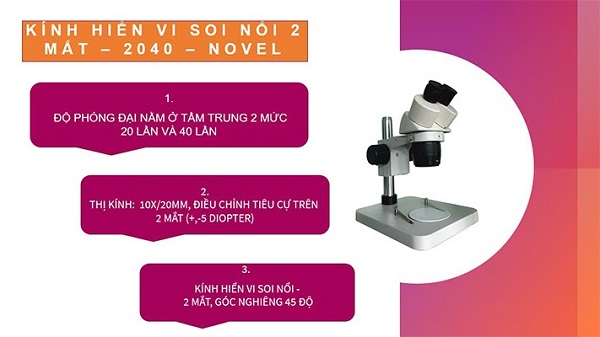 KÍNH HIỂN VI SOI NỔI 2
MẮT – 2040 – NOVEL
1.
ĐỘ PHÓNG ĐẠI NẰM Ở TẦM TRUNG 2 MỨC
20 LẦN VÀ 40 LẦN
2.
THỊ KÍNH: 10X/20MM, ĐIỀU CHỈNH TIÊU CỰ TRÊN
2 MẮT (+,-5 DIOPTER)
3.
KÍNH HIỂN VI SOI NỔI -
2 MẮT, GÓC NGHIÊNG 45 ĐỘ